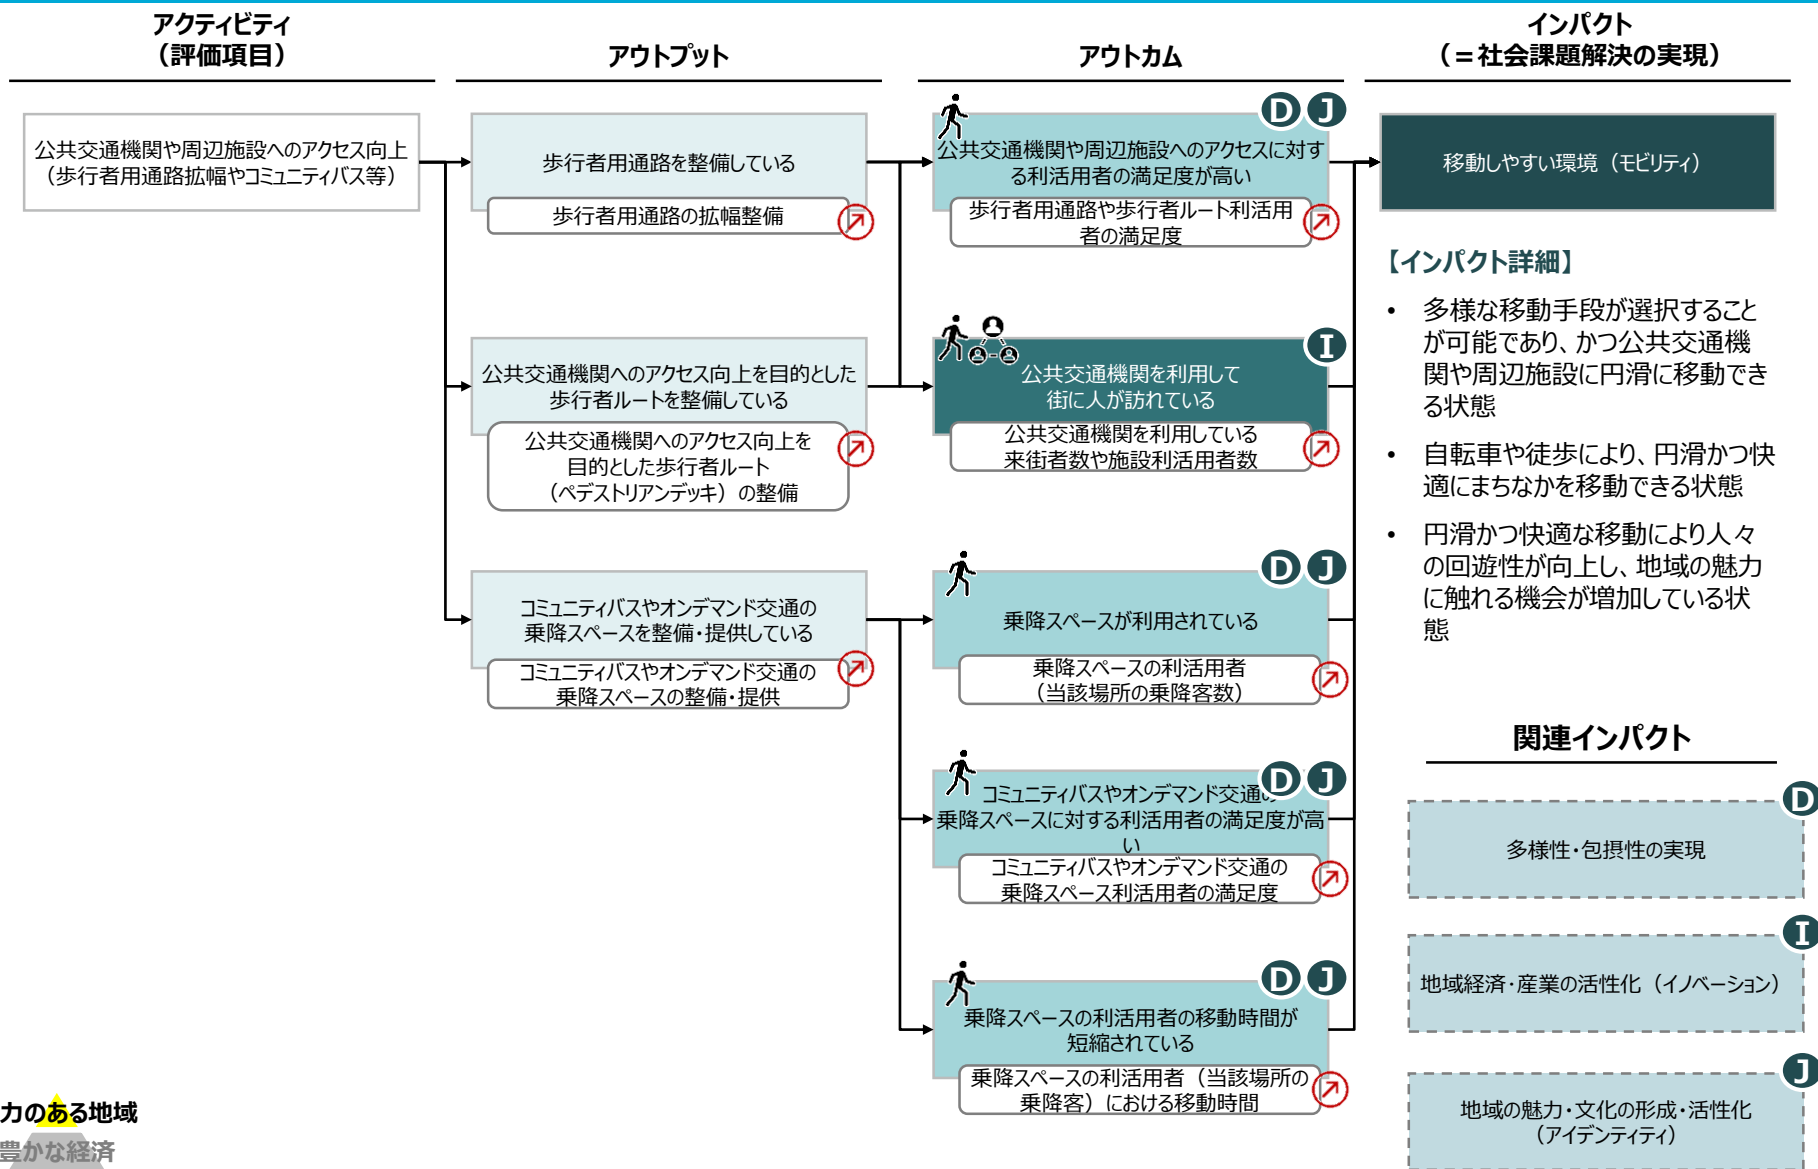 アクティビティ
（評価項目）
アウトプット
アウトカム
インパクト
（＝社会課題解決の実現）
公共交通機関や周辺施設へのアクセス向上
（歩行者用通路拡幅やコミュニティバス等）
歩行者用通路を整備している
歩行者用通路の拡幅整備
D J
公共交通機関や周辺施設へのアクセスに対す
る利活用者の満足度が高い
歩行者用通路や歩行者ルート利活用
者の満足度
移動しやすい環境（モビリティ）
公共交通機関へのアクセス向上を目的とした
歩行者ルートを整備している
公共交通機関へのアクセス向上を
目的とした歩行者ルート
（ペデストリアンデッキ）の整備
I
公共交通機関を利用して
街に人が訪れている
公共交通機関を利用している
来街者数や施設利活用者数
コミュニティバスやオンデマンド交通の
乗降スペースを整備・提供している
コミュニティバスやオンデマンド交通の
乗降スペースの整備・提供
D J
乗降スペースが利用されている
乗降スペースの利活用者
（当該場所の乗降客数）
D J
コミュニティバスやオンデマンド交通の
乗降スペースに対する利活用者の満足度が高
い
コミュニティバスやオンデマンド交通の
乗降スペース利活用者の満足度
D J
乗降スペースの利活用者の移動時間が
短縮されている
乗降スペースの利活用者（当該場所の
乗降客）における移動時間
【インパクト詳細】
• 多様な移動手段が選択すること
が可能であり、かつ公共交通機
関や周辺施設に円滑に移動でき
る状態
• 自転車や徒歩により、円滑かつ快
適にまちなかを移動できる状態
• 円滑かつ快適な移動により人々
の回遊性が向上し、地域の魅力
に触れる機会が増加している状
態
関連インパクト
D
多様性・包摂性の実現
I
地域経済・産業の活性化（イノベーション）
J
地域の魅力・文化の形成・活性化
（アイデンティティ）
力のある地域
豊かな経済